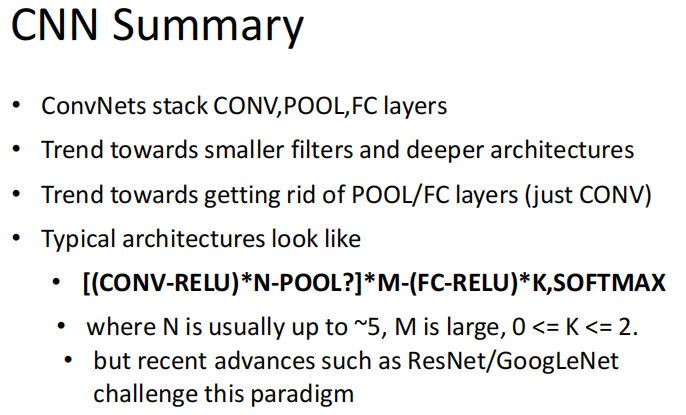 CNN Summary
• ConvNets stack CONV,POOL,FC layers
• Trend towards smaller filters and deeper architectures
• Trend towards getting rid of POOL/FC layers (just CONV)
• Typical architectures look like
• [(CONV-RELU)*N-POOL?]*M-(FC-RELU)*K,SOFTMAX
• where N is usually up to ~5, M is large, 0 <= K <= 2.
• but recent advances such as ResNet/GoogLeNet
challenge this paradigm